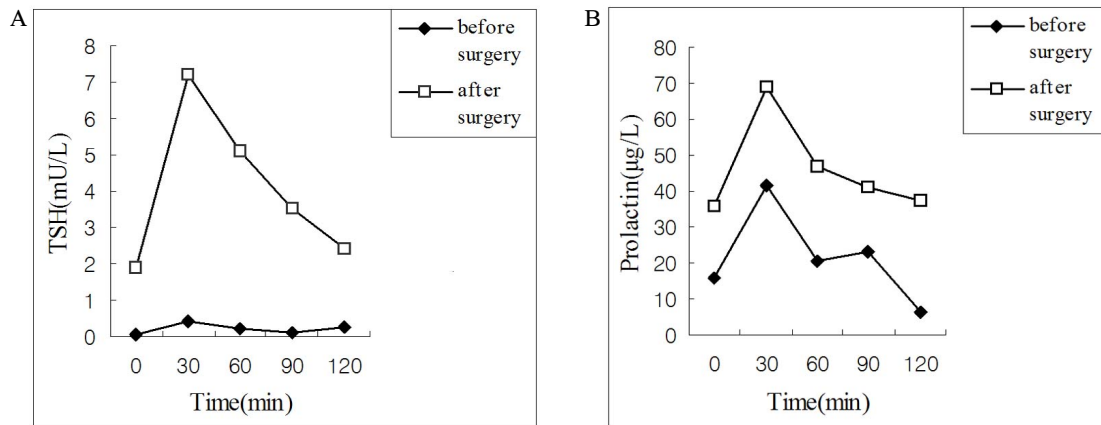 A
before
surgery
after
surgery
TSH(mU/L)
8
7
6
5
4
3
2
1
0
0 30 60 90 120
Time(min)
B
before
surgery
after
surgery
Prolactin(µg/L)
80
70
60
50
40
30
20
10
0
0 30 60 90 120
Time(min)